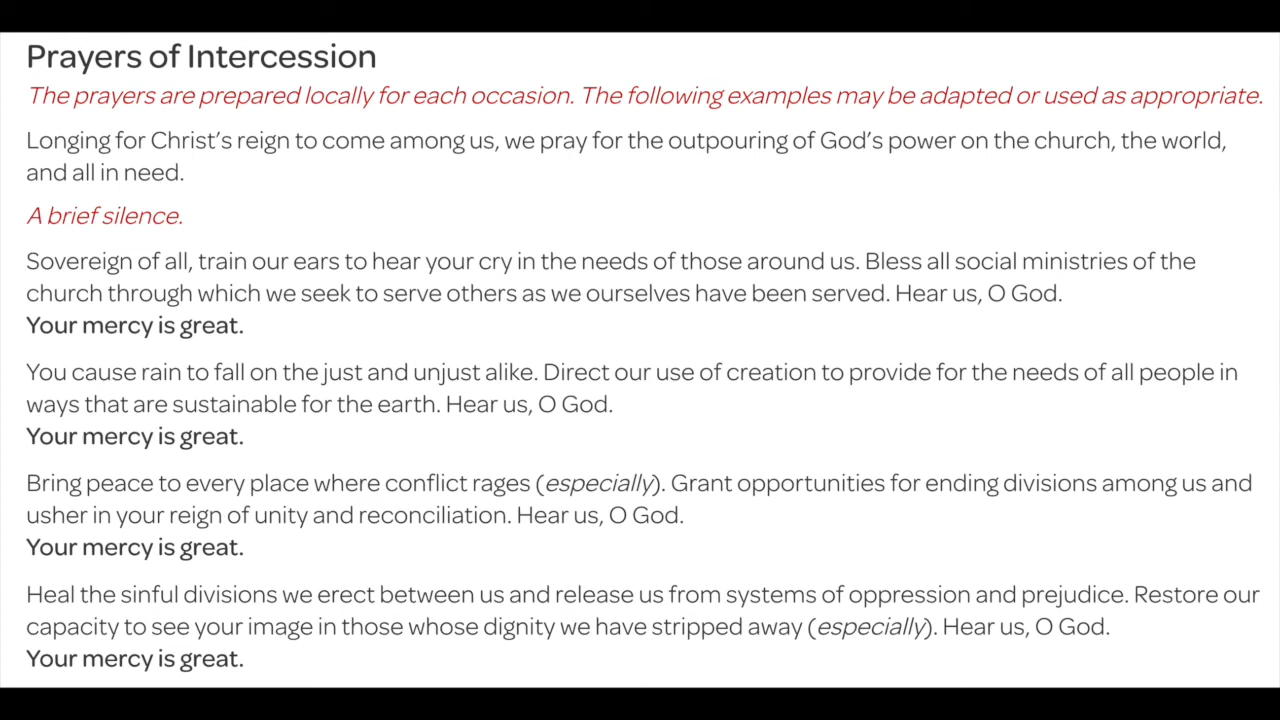 Prayers of Intercession
The prayers are prepared locally for each occasion. The following examples may be adapted or used as appropriate.
Longing for Christ's reign to come among us, we pray for the outpouring of God's power on the church, the world,
and all in need.
A brief silence.
Sovereign of all, train our ears to hear your cry in the needs of those around us. Bless all social ministries of the
church through which we seek to serve others as we ourselves have been served. Hear us, O God.
Your mercy is great.
You cause rain to fall on the just and unjust alike. Direct our use of creation to provide for the needs of all people in
ways that are sustainable for the earth. Hear us, O God.
Your mercy is great.
Bring peace to every place where conflict rages (especially). Grant opportunities for ending divisions among us and
usher in your reign of unity and reconciliation. Hear us, O God.
Your mercy is great.
Heal the sinful divisions we erect between us and release us from systems of oppression and prejudice. Restore our
capacity to see your image in those whose dignity we have stripped away (especially). Hear us, O God.
Your mercy is great.